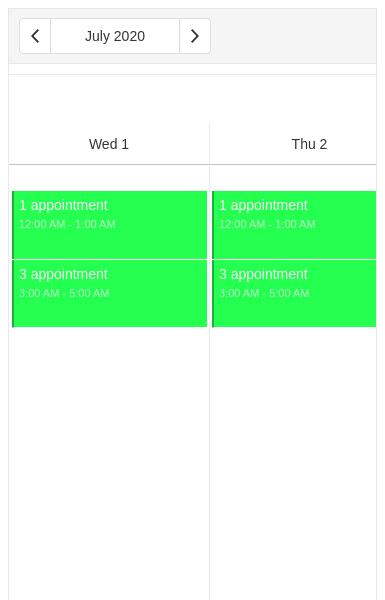 July 2020
Wed 1
Thu 2
1 appointment
12:00 AM - 1:00 AM
1 appointment
12:00 AM - 1:00 AM
3 appointment
3:00 AM - 5:00 AM
3 appointment
3:00 AM - 5:00 AM